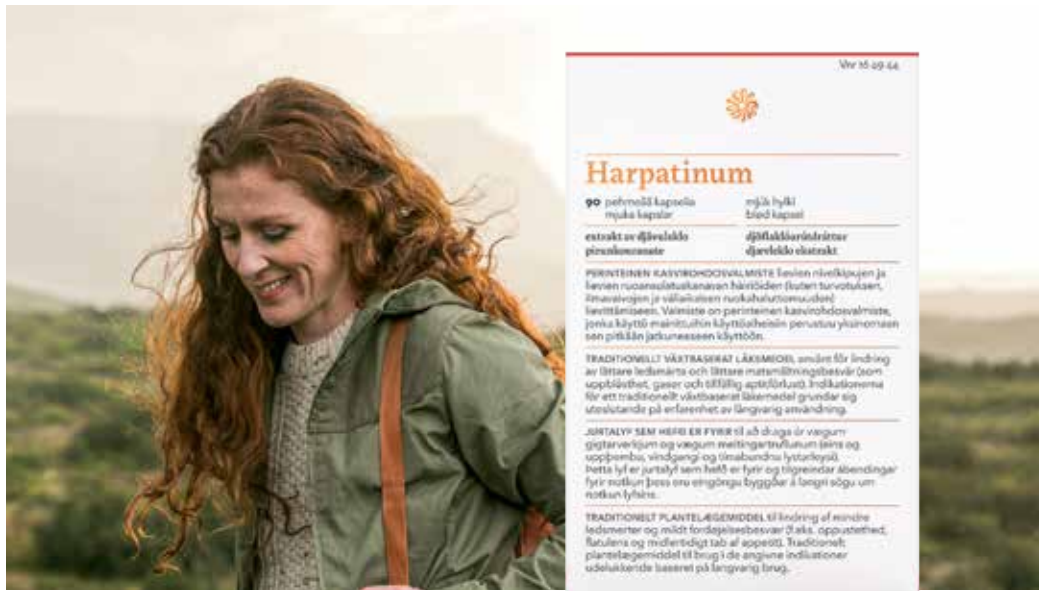 Vnr 16 49 44
Harpatinum
90 pehmeää kapselia
mjuka kapslar
mjúk hylki
blød kapsel
extrakt av djävulsklo
pirunkouranuute
djöflaklóarútdráttur
djævleklo ekstrakt
PERINTEINEN KASVIROHDOSVALMISTE lievien nivelkipujen ja
lievien ruoansulatuskanavan häiriöiden (kuten turvotuksen,
ilmavaivojen ja väliaikaisen ruokahaluttomuuden)
lievittämiseen. Valmiste on perinteinen kasvirohdosvalmiste,
jonka käyttö mainittuihin käyttöaiheisiin perustuu yksinomaan
sen pitkään jatkuneeseen käyttöön.
TRADITIONELLT VÄXTBASERAT LÄKEMEDEL använt för lindring
av lättare ledsmärta och lättare matsmältningsbesvär (som
uppblåsthet, gaser och tillfällig aptitförlust). Indikationerna
för ett traditionellt växtbaserat läkemedel grundar sig
uteslutande på erfarenhet av långvarig användning.
JURTALYF SEM HEFÐ ER FYRIR til að draga úr vægum
gigtarverkjum og vægum meltingartruflunum (eins og
uppþembu, vindgangi og tímabundnu lystarleysi).
Þetta lyf er jurtalyf sem hefð er fyrir og tilgreindar ábendingar
fyrir notkun þess eru eingöngu byggðar á langri sögu um
notkun lyfsins.
TRADITIONELT PLANTELÆGEMIDDEL til lindring af mindre
ledsmerter og mildt fordøjelsesbesvær (f.eks. oppustethed,
flatulens og midlertidigt tab af appetit). Traditionelt
plantelægemiddel til brug i de angivne indikationer
udelukkende baseret på langvarig brug.